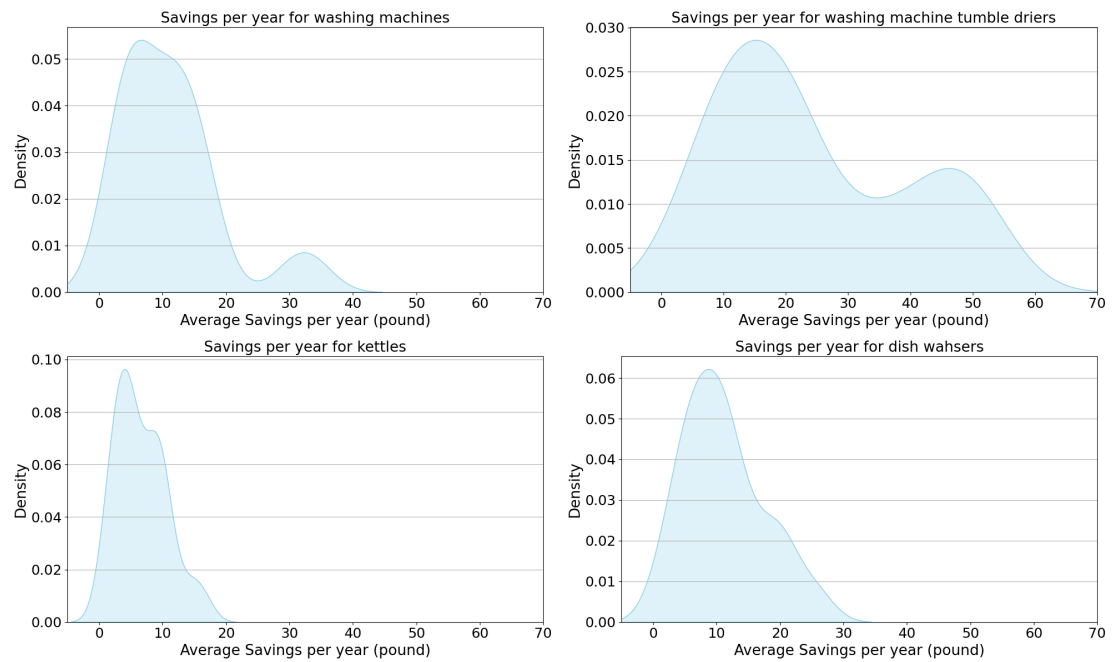 Savings per year for washing machines
0.05
0.04
0.03
0.02
0.01
0.00
Density
0 10 20 30 40 50 60 70
Average Savings per year (pound)
Savings per year for washing machine tumble driers
0.030
0.025
0.020
0.015
0.010
0.005
0.000
Density
0 10 20 30 40 50 60 70
Average Savings per year (pound)
Savings per year for kettles
0.10
0.08
0.06
0.04
0.02
0.00
Density
0 10 20 30 40 50 60 70
Average Savings per year (pound)
Savings per year for dish wahsers
0.06
0.05
0.04
0.03
0.02
0.01
0.00
Density
0 10 20 30 40 50 60 70
Average Savings per year (pound)